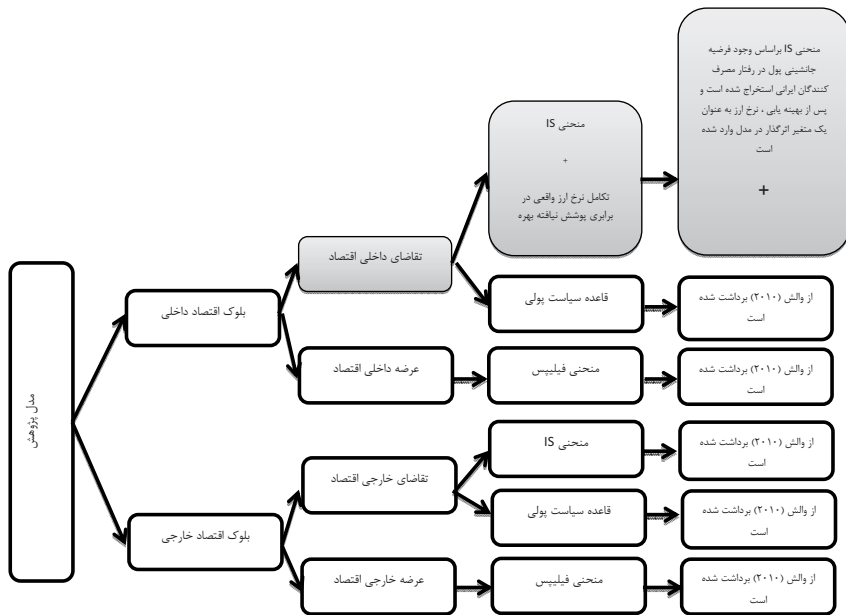 مدل پژوهش
بلوک اقتصاد داخلی
تقاضای داخلی اقتصاد
منحنی IS
+
تکامل نرخ ارز واقعی در
برابری پوشش نیافته بهره
منحنی IS براساس وجود فرضیه
جانشینی پول در رفتار مصرف
کنندگان ایرانی استخراج شده است و
پس از بهینه یابی ، نرخ ارز به عنوان
یک متغیر اثرگذار در مدل وارد شده
است
+
قاعده سیاست پولی
از والش (۲۰۱۰) برداشت شده
است
عرضه داخلی اقتصاد
منحنی فیلیپس
از والش (۲۰۱۰) برداشت شده
است
بلوک اقتصاد خارجی
تقاضای خارجی اقتصاد
منحنی IS
از والش (۲۰۱۰) برداشت شده
است
قاعده سیاست پولی
از والش (۲۰۱۰) برداشت شده
است
عرضه خارجی اقتصاد
منحنی فیلیپس
از والش (۲۰۱۰) برداشت شده
است